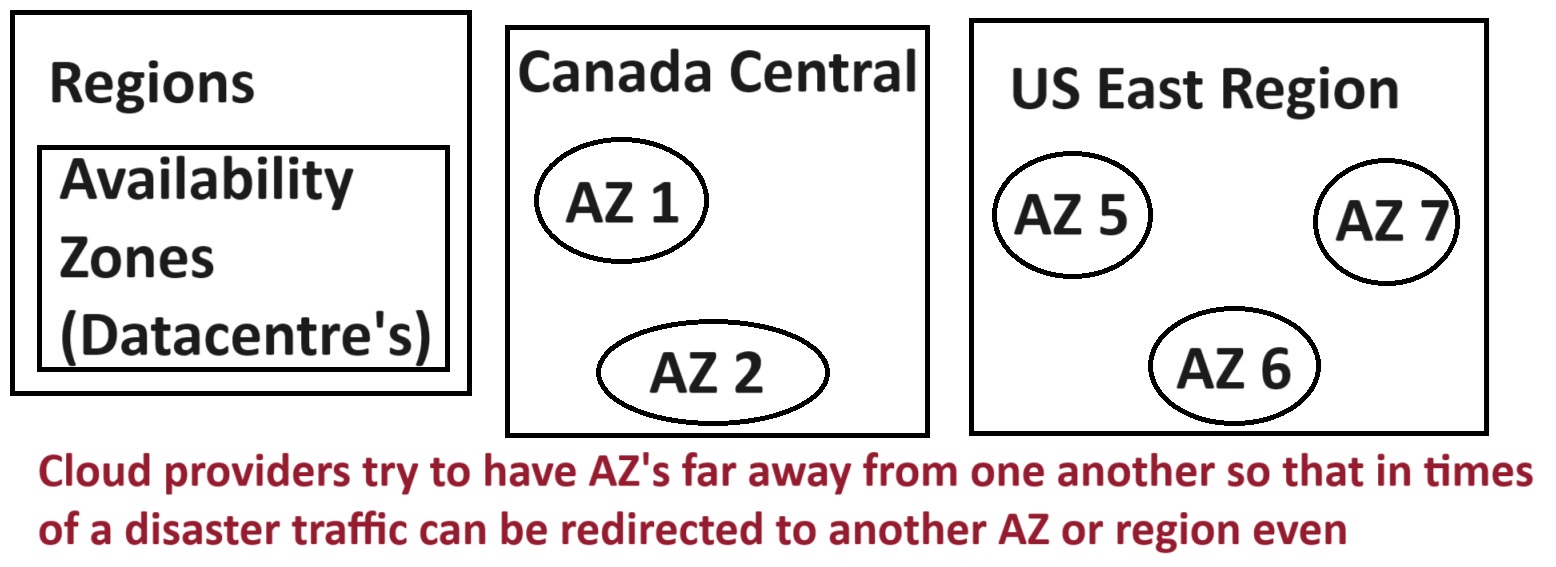 Regions
Availability
Zones
(Datacentre's)
Canada Central
AZ 1
AZ 2
US East Region
AZ 5
AZ 7
AZ 6
Cloud providers try to have AZ's far away from one another so that in times
of a disaster traffic can be redirected to another AZ or region even